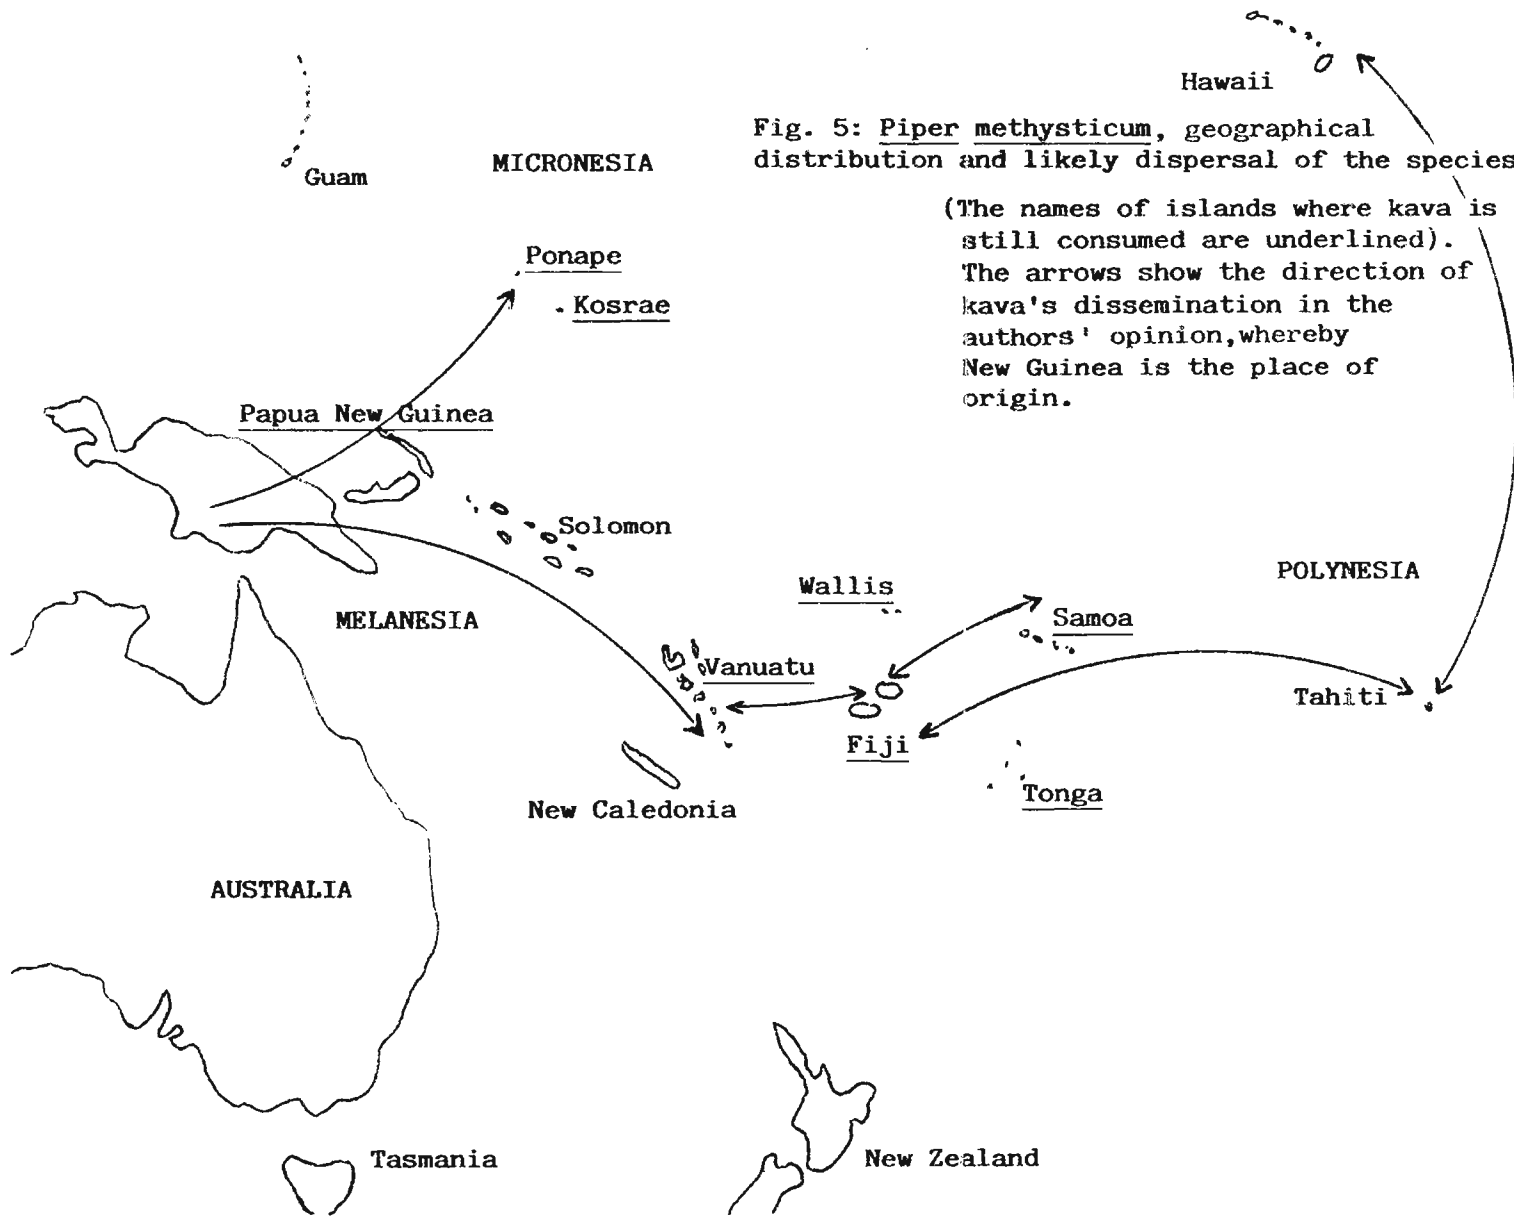 Hawaii
Fig. 5: Piper methysticum, geographical
distribution and likely dispersal of the species
(The names of islands where kava is
still consumed are underlined).
The arrows show the direction of
kava's dissemination in the
authors' opinion,whereby
New Guinea is the place of
origin.
Guam
MICRONESIA
Ponape
Kosrae
Papua New Guinea
Solomon
MELANESIA
Wallis
POLYNESIA
Samoa
Vanuatu
Tahiti
Fiji
Tonga
New Caledonia
AUSTRALIA
Tasmania
New Zealand